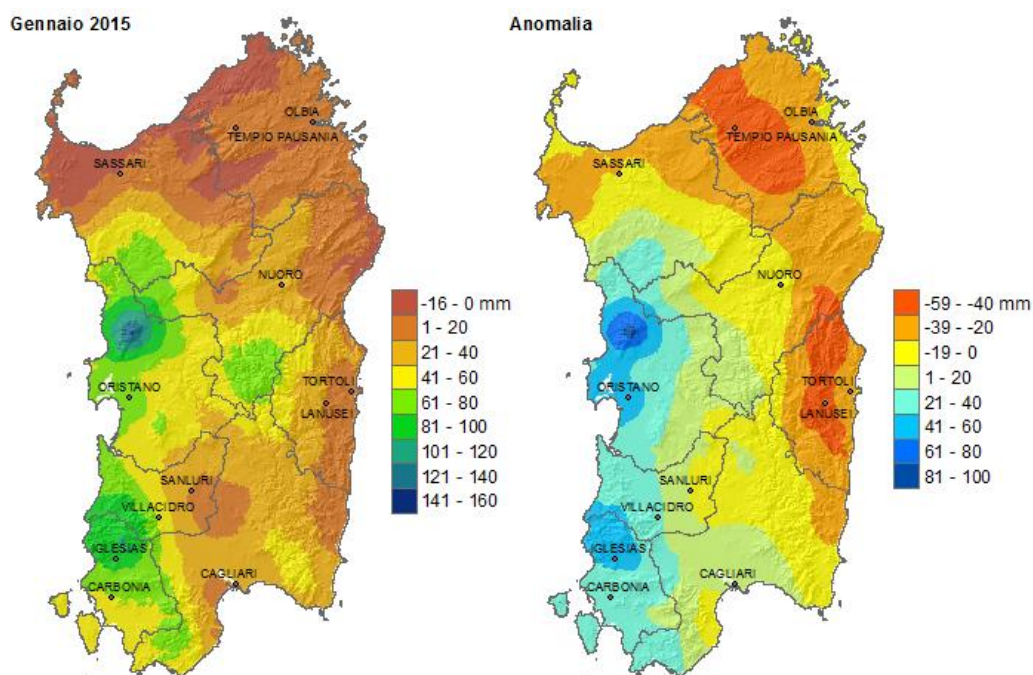 Gennaio 2015
OLBIA
TEMPIO PAUSANIA
SASSARI
NUORO
ORISTANO
TORTOLI
LANUSEI
SANLURI
VILLACIDRO
IGLESIAS
CARBONIA
CAGLIARI
-16 - 0 mm
1 - 20
21 - 40
41 - 60
61 - 80
81 - 100
101 - 120
121 - 140
141 - 160
Anomalia
OLBIA
TEMPIO PAUSANIA
SASSARI
NUORO
ORISTANO
TORTOLI
LANUSEI
SANLURI
VILLACIDRO
IGLESIAS
CARBONIA
CAGLIARI
-59 - -40 mm
-39 - -20
-19 - 0
1 - 20
21 - 40
41 - 60
61 - 80
81 - 100